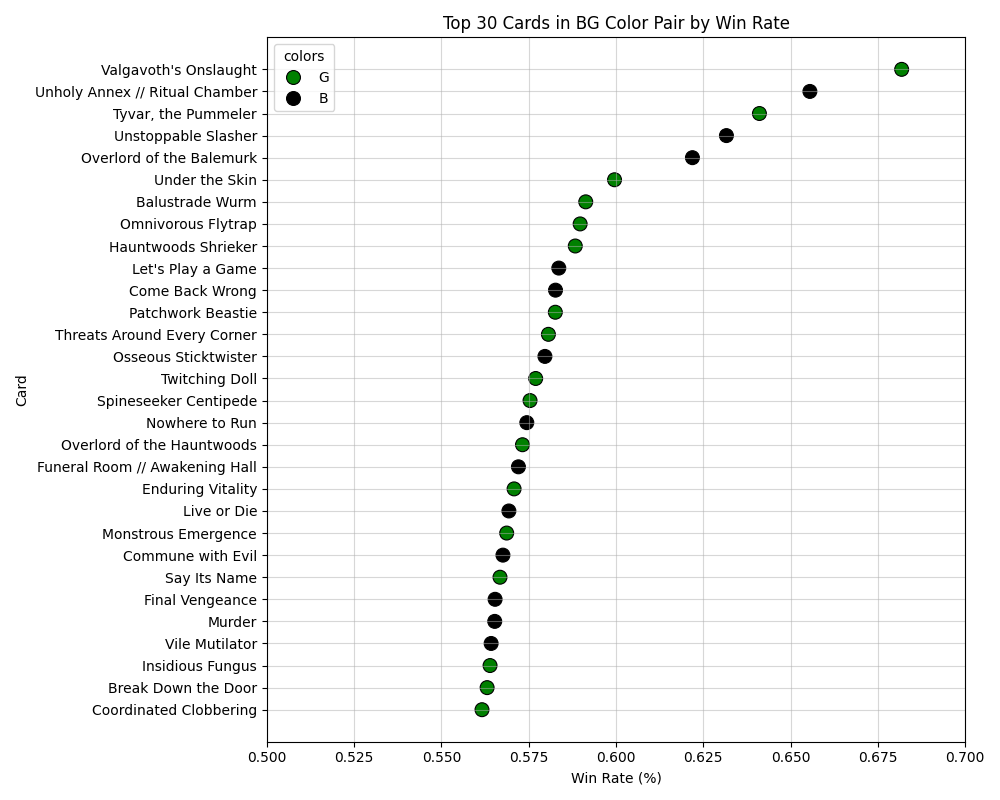 Top 30 Cards in BG Color Pair by Win Rate
colors
G
B
Card
Valgavoth's Onslaught
Unholy Annex // Ritual Chamber
Tyvar, the Pummeler
Unstoppable Slasher
Overlord of the Balemurk
Under the Skin
Balustrade Wurm
Omnivorous Flytrap
Hauntwoods Shrieker
Let's Play a Game
Come Back Wrong
Patchwork Beastie
Threats Around Every Corner
Osseous Sticktwister
Twitching Doll
Spineseeker Centipede
Nowhere to Run
Overlord of the Hauntwoods
Funeral Room // Awakening Hall
Enduring Vitality
Live or Die
Monstrous Emergence
Commune with Evil
Say Its Name
Final Vengeance
Murder
Vile Mutilator
Insidious Fungus
Break Down the Door
Coordinated Clobbering
0.500 0.525 0.550 0.575 0.600 0.625 0.650 0.675 0.700
Win Rate (%)